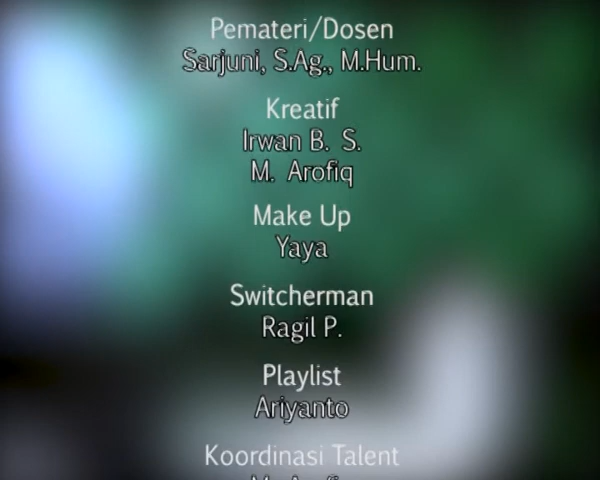 Pemateri/Dosen
Sarjuni, S.Ag., M.Hum.
Kreatif
Irwan B. S.
M. Arofiq
Make Up
Yaya
Switcherman
Ragil P.
Playlist
Ariyanto
Koordinasi Talent